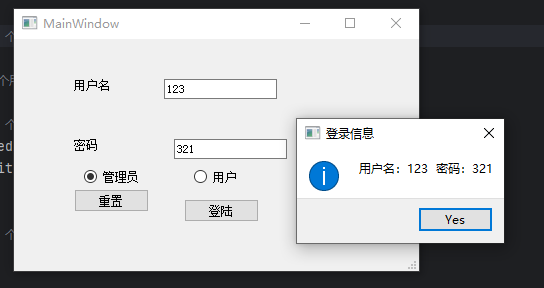 MainWindow
用户名
123
密码
321
管理员
用户
重置
登陆
登录信息
用户名：123 密码：321
Yes